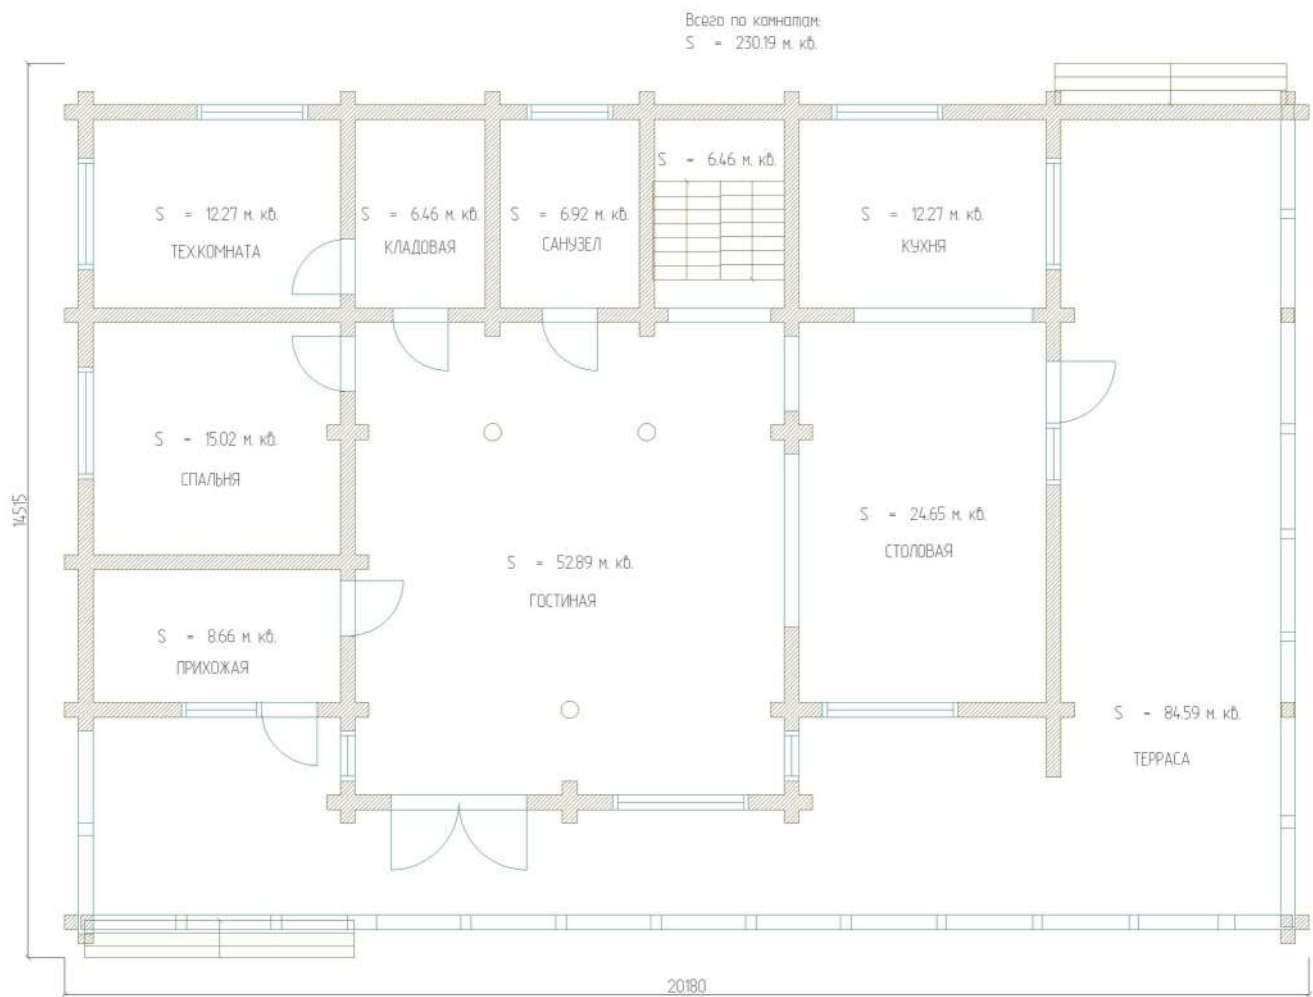 Всего по комнатам:
S = 230.19 м. кв.
S = 6.46 м. кв.
S = 12.27 м. кв.
ТЕХ.КОМНАТА
S = 6.46 м. кв.
КЛАДОВАЯ
S = 6.92 м. кв.
САНУЗЕЛ
S = 12.27 м. кв.
КУХНЯ
S = 15.02 м. кв.
СПАЛЬНЯ
14515
S = 24.65 м. кв.
СТОЛОВАЯ
S = 52.89 м. кв.
ГОСТИНАЯ
S = 8.66 м. кв.
ПРИХОЖАЯ
S = 84.59 м. кв.
ТЕРРАСА
20180